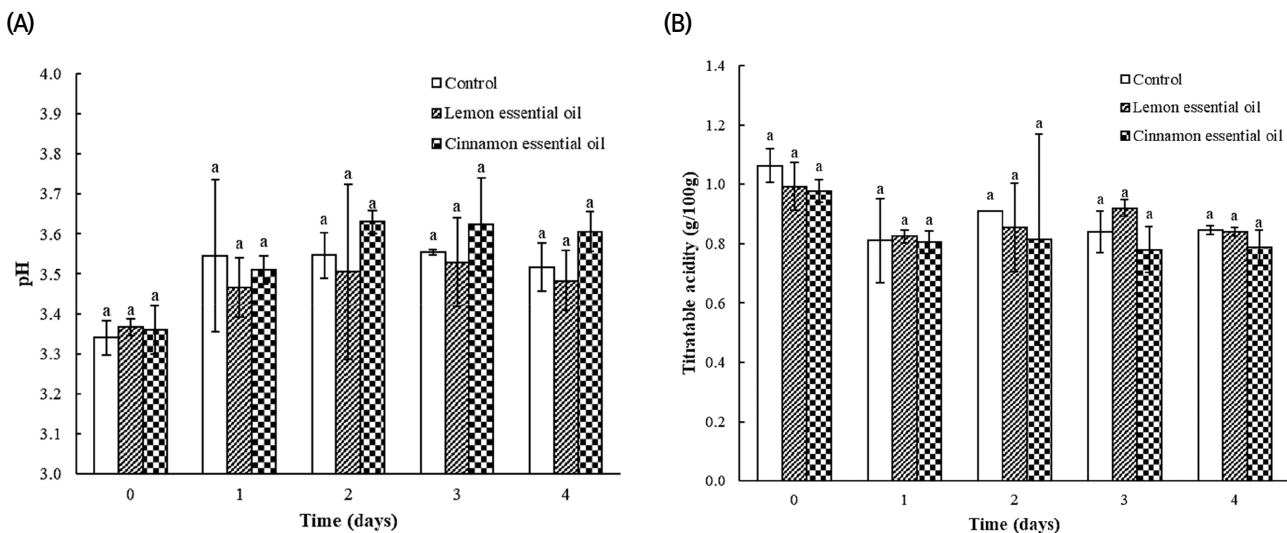 (A)
(B)
4.0
3.9
3.8
3.7
3.6
3.5
3.4
3.3
3.2
3.1
3.0
pH
Control
Lemon essential oil
Cinnamon essential oil
a a a
a a a
a a a
a a a
a a a
0 1 2 3 4
Time (days)
1.4
1.2
1.0
0.8
0.6
0.4
0.2
0.0
Titratable acidity (g/100g)
Control
Lemon essential oil
Cinnamon essential oil
a a a
a a a
a a a
a a a
a a a
0 1 2 3 4
Time (days)